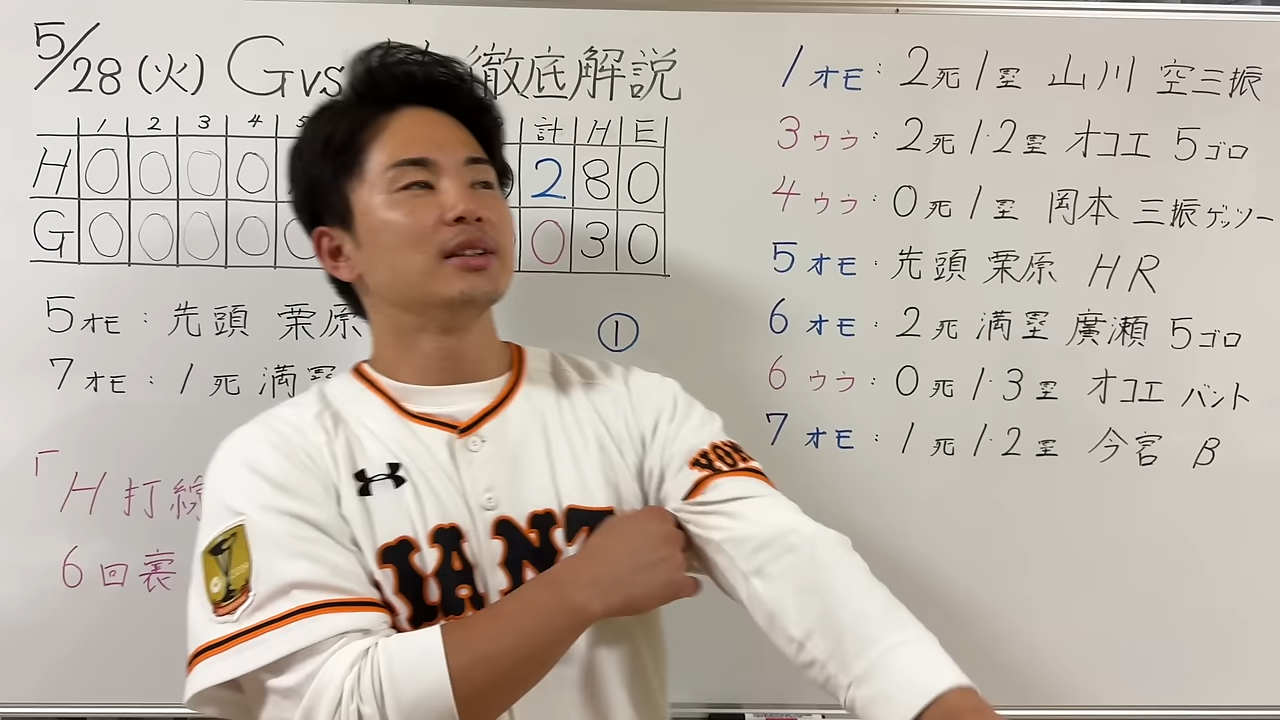 5/28(火) G vs 徹底解説
1 2 3 4 5 計 H E
H 0 0 0 0 2 8 0
G 0 0 0 0 0 0 3 0
5オモ:先頭 栗原
①
7オモ:1死満塁
「H打線
6回裏
1オモ:2死1塁 山川 空三振
3ウラ:2死1・2塁 オコエ 5ゴロ
4ウラ:0死1塁 岡本 三振ゲッツー
5オモ:先頭 栗原 HR
6オモ:2死満塁 廣瀬 5ゴロ
6ウラ:0死1・3塁 オコエ バント
7オモ:1死1・2塁 今宮 B
IANT
YOM